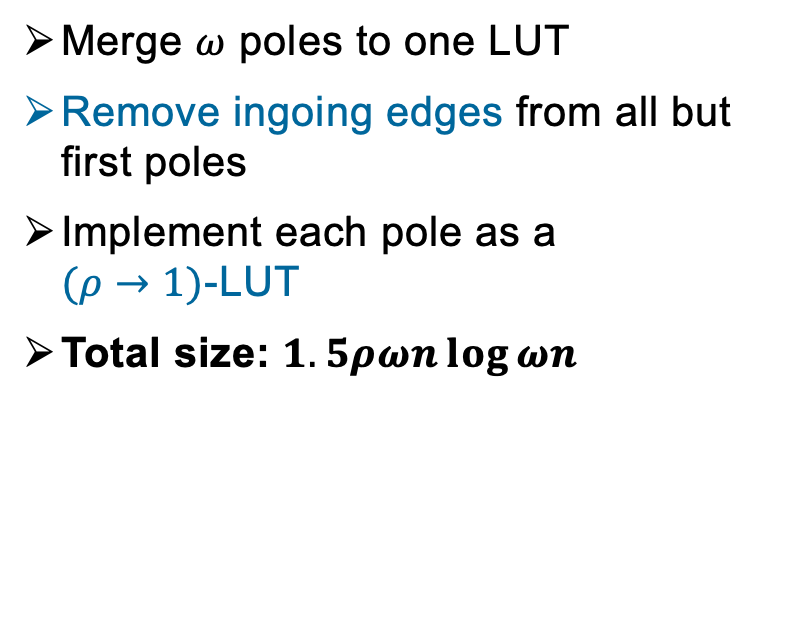 ➢ Merge 𝜔 poles to one LUT
➢ Remove ingoing edges from all but
first poles
➢ Implement each pole as a
(𝜌 → 1)-LUT
➢ Total size: 𝟏. 𝟓𝝆𝝎𝒏 𝐥𝐨𝐠 𝝎𝒏